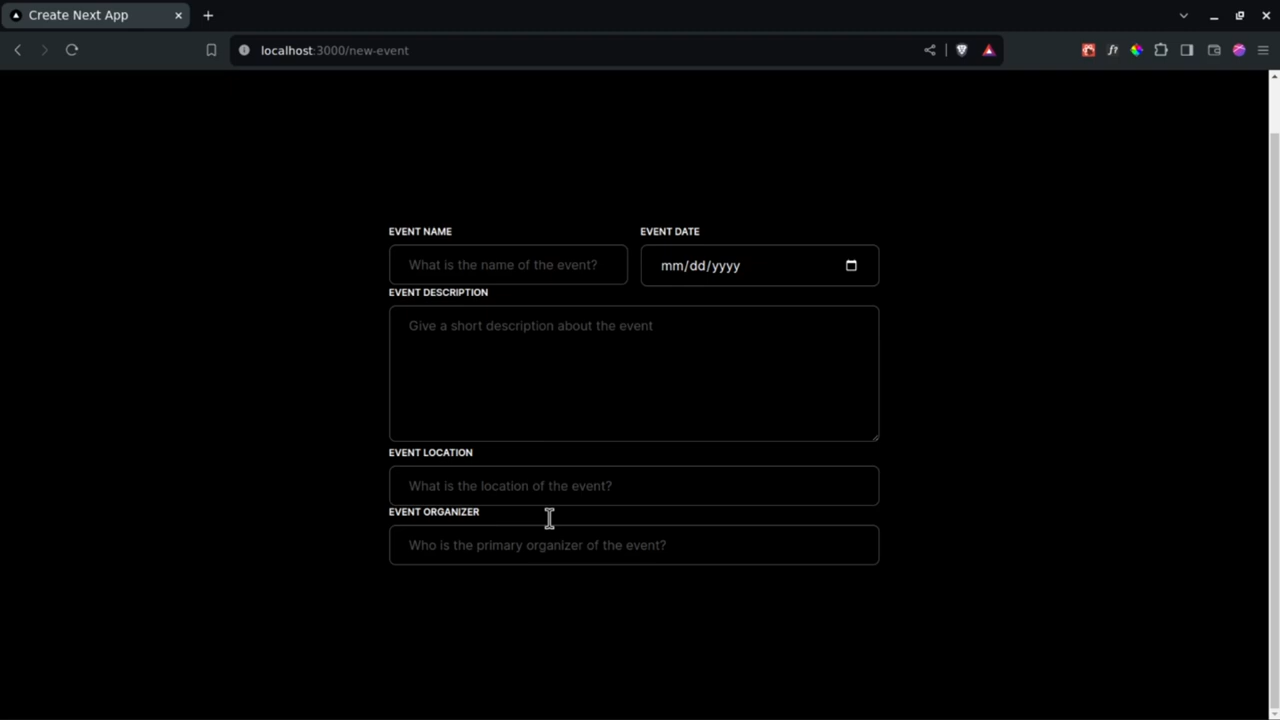 Create Next App
localhost:3000/new-event
EVENT NAME
EVENT DATE
What is the name of the event?
mm/dd/yyyy
EVENT DESCRIPTION
Give a short description about the event
EVENT LOCATION
What is the location of the event?
EVENT ORGANIZER
Who is the primary organizer of the event?